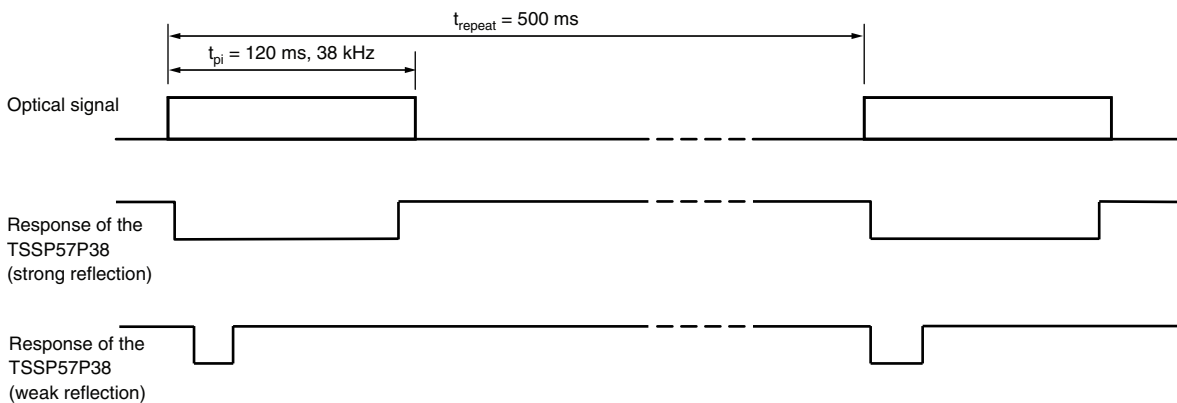 t_repeat = 500 ms
t_pi = 120 ms, 38 kHz
Optical signal
Response of the
TSSP57P38
(strong reflection)
Response of the
TSSP57P38
(weak reflection)